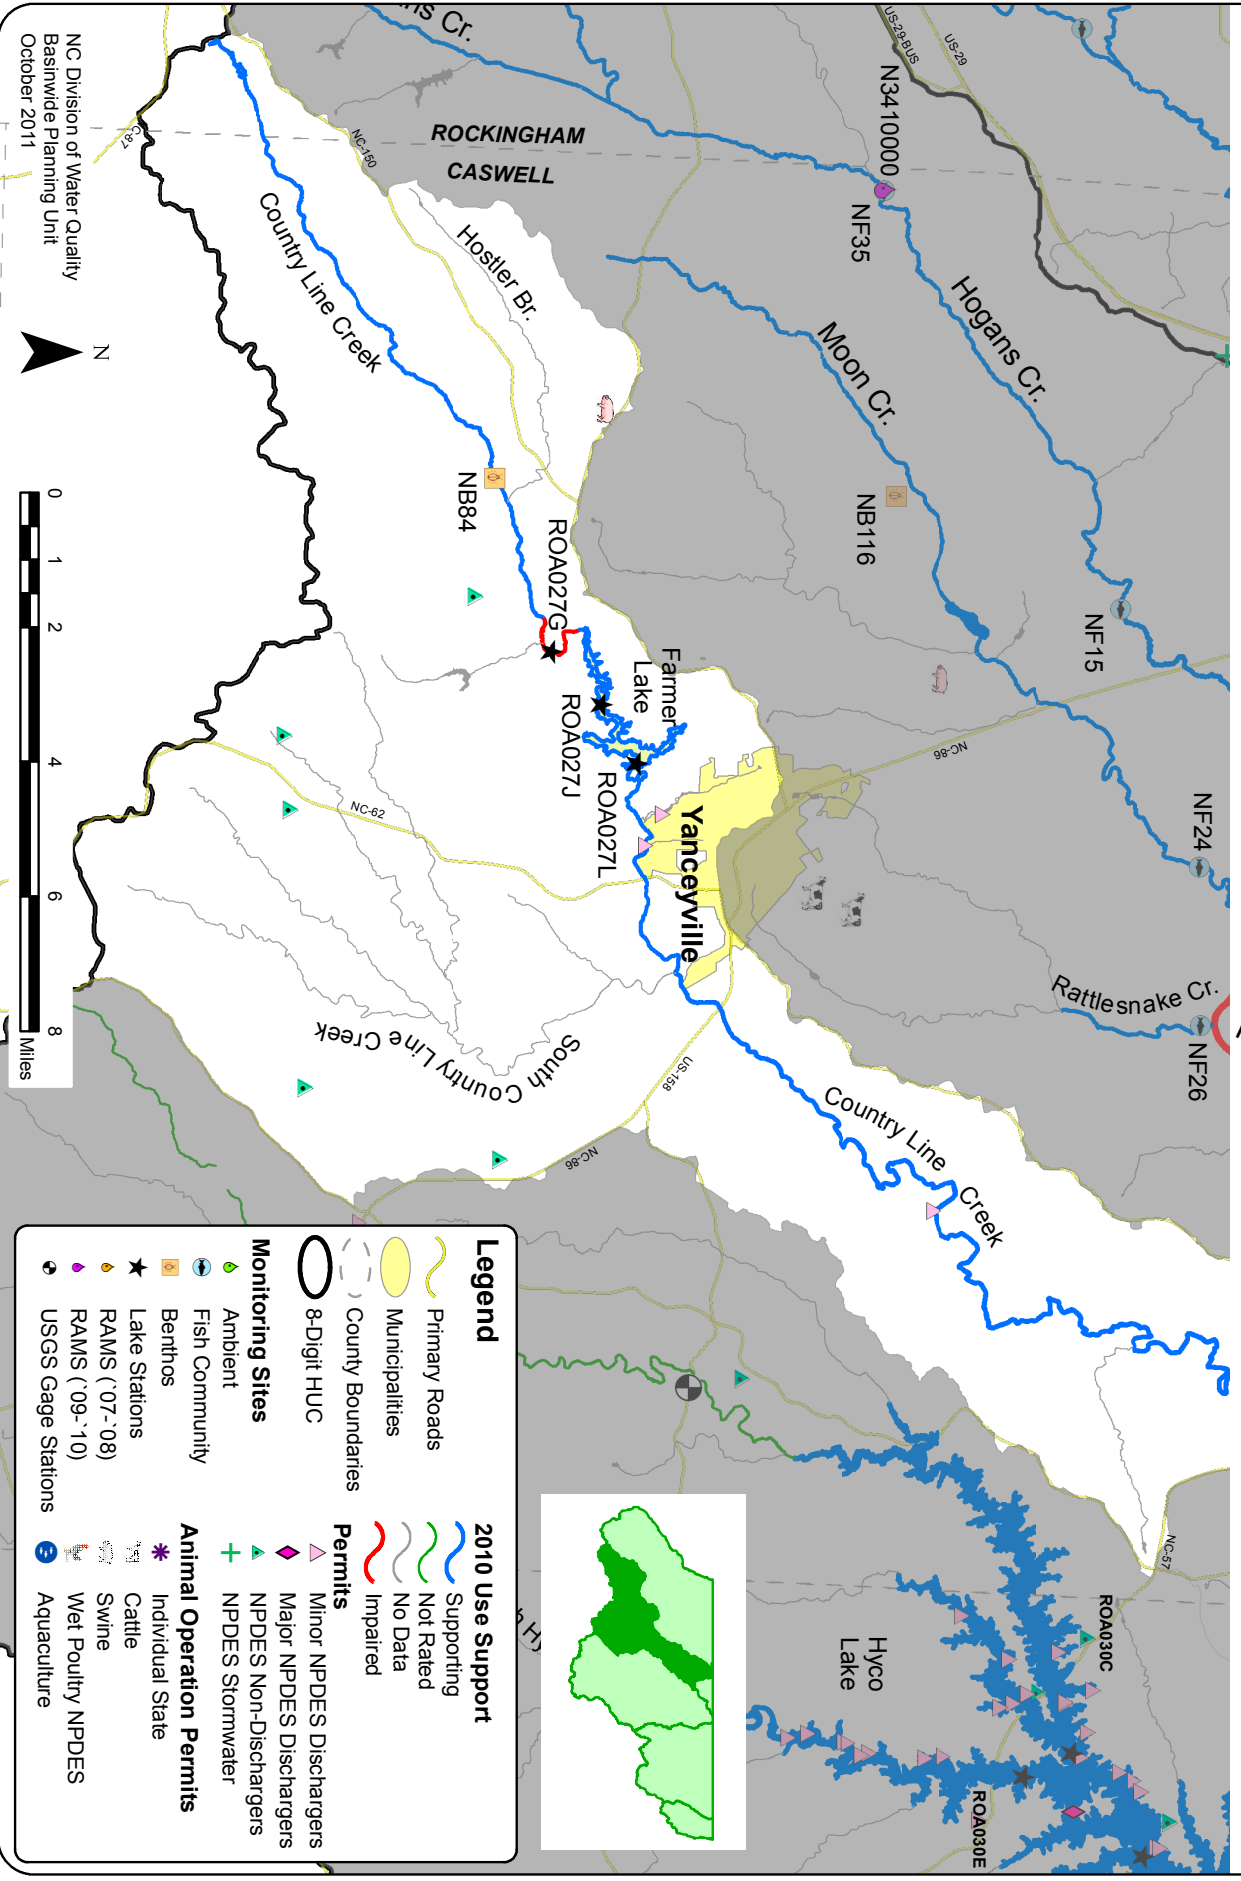 ns Cr.
US-29-BUS
US-29
N3410000
NF35
ROCKINGHAM
CASWELL
NC-150
NC-87
Hogans Cr.
Moon Cr.
Hostler Br.
Country Line Creek
NB84
NB116
NF15
NC-86
NF24
ROA027G
Farmer
Lake
ROA027J
ROA027L
Yanceyville
NC-62
Rattlesnake Cr.
NF26
South Country Line Creek
US-158
NC-86
Country Line
Creek
NC-57
ROA030C
Hyco
Lake
ROA030E
h Hy
NC Division of Water Quality
Basinwide Planning Unit
October 2011
N
0 1 2 4 6 8
Miles
Legend
Primary Roads
Municipalities
County Boundaries
8-Digit HUC
Monitoring Sites
Ambient
Fish Community
Benthos
Lake Stations
RAMS (`07-`08)
RAMS (`09-`10)
USGS Gage Stations
2010 Use Support
Supporting
Not Rated
No Data
Impaired
Permits
Minor NPDES Dischargers
Major NPDES Dischargers
NPDES Non-Dischargers
NPDES Stormwater
Animal Operation Permits
Individual State
Cattle
Swine
Wet Poultry NPDES
Aquaculture